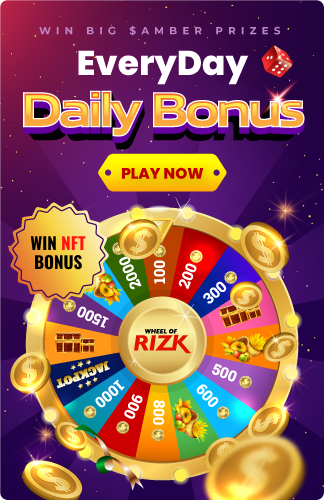 WIN BIG $AMBER PRIZES
EveryDay
Daily Bonus
PLAY NOW
WIN NFT
BONUS
2000
100
200
300
500
600
800
900
1000
JACKPOT
1500
WHEEL OF
RIZK